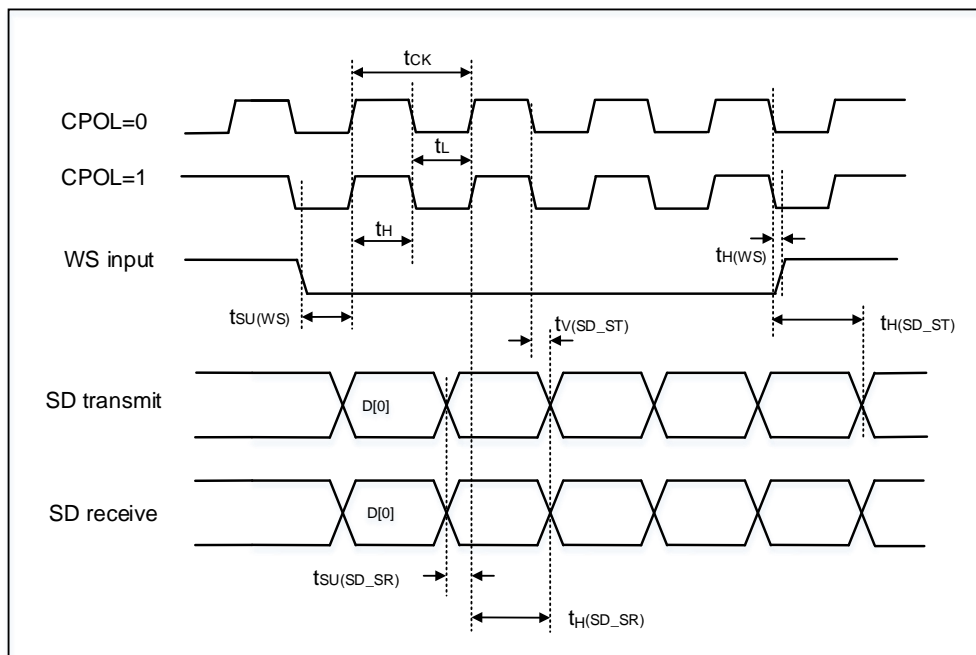 tCK
CPOL=0
tL
CPOL=1
tH
tH(WS)
WS input
tSU(WS)
tV(SD_ST)
tH(SD_ST)
SD transmit
D[0]
SD receive
D[0]
tSU(SD_SR)
tH(SD_SR)